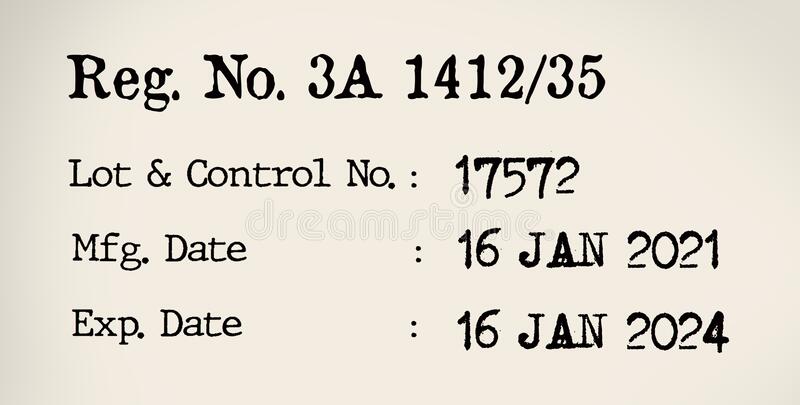 Reg. No. 3A 1412/35
Lot & Control No. : 17572
Mfg. Date : 16 JAN 2021
dreamstime
Exp. Date : 16 JAN 2024